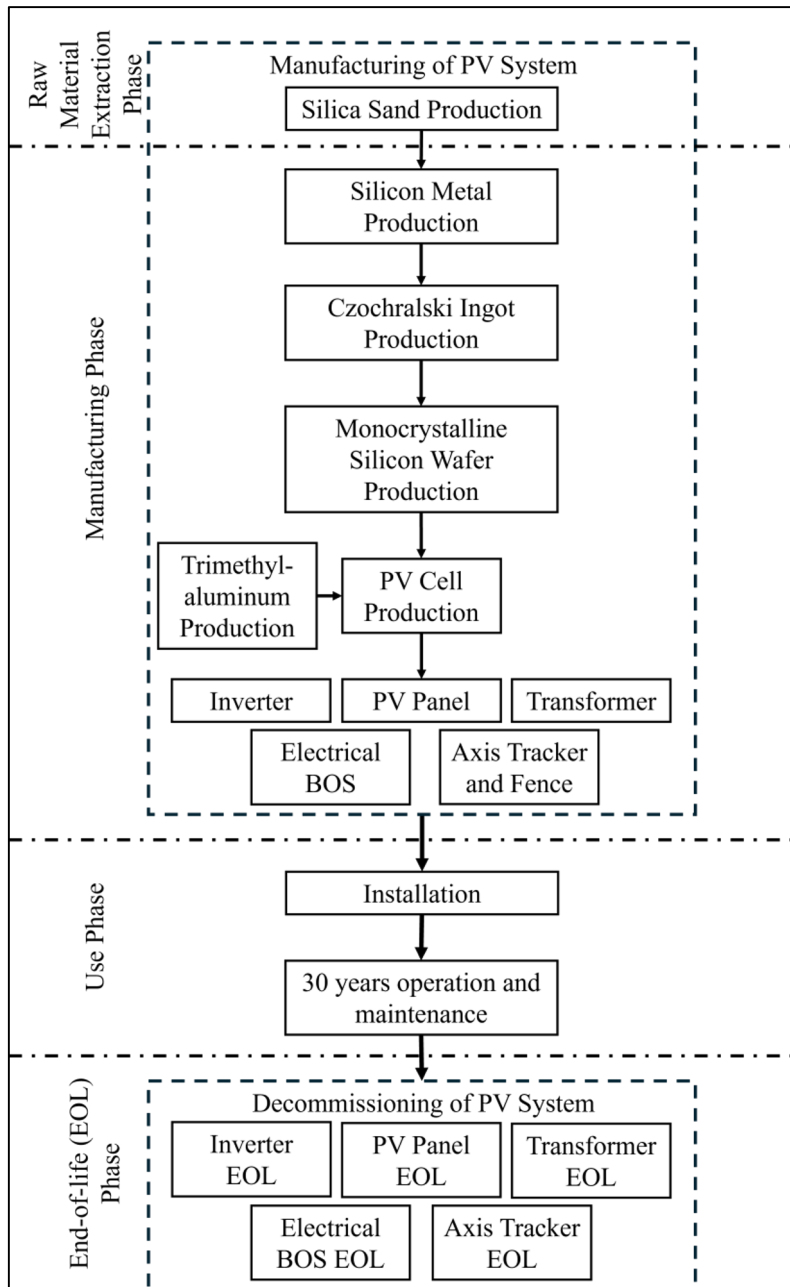 Raw
Material
Extraction
Phase
Manufacturing of PV System
Silica Sand Production
Manufacturing Phase
Silicon Metal
Production
Czochralski Ingot
Production
Monocrystalline
Silicon Wafer
Production
Trimethyl-
aluminum
Production
PV Cell
Production
Inverter
PV Panel
Transformer
Electrical
BOS
Axis Tracker
and Fence
Use Phase
Installation
30 years operation and
maintenance
End-of-life (EOL)
Phase
Decommissioning of PV System
Inverter
EOL
PV Panel
EOL
Transformer
EOL
Electrical
BOS EOL
Axis Tracker
EOL